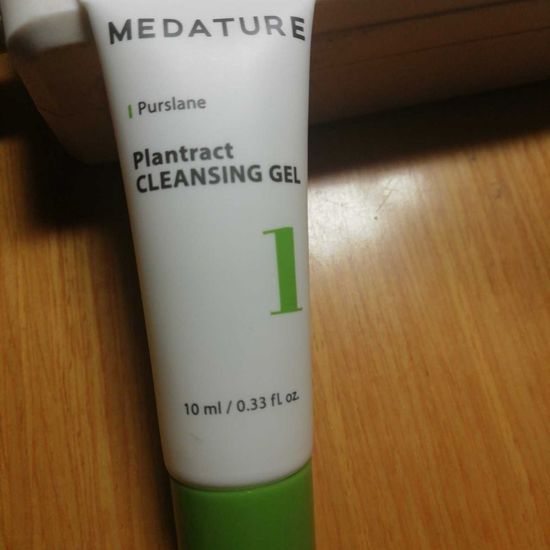 MEDATURE
Purslane
Plantract
CLEANSING GEL
1
10 ml / 0.33 fl oz.